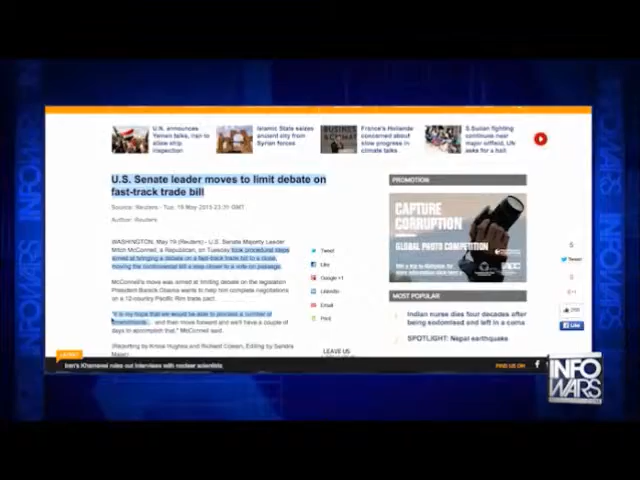 U.N. announces
Yemen talks, Iran to
allow ship
inspection
Islamic State seizes
ancient city from
Syrian forces
France's Hollande
concerned about
slow progress in
climate talks
S.Sudan fighting
continues near
major oilfield, UN
asks for a halt
U.S. Senate leader moves to limit debate on
fast-track trade bill
Source: Reuters - Tue, 19 May 2015 23:31 GMT
Author: Reuters
WASHINGTON, May 19 (Reuters) - U.S. Senate Majority Leader
Mitch McConnell, a Republican, on Tuesday took procedural steps
aimed at bringing a debate on a fast-track trade bill to a close,
moving the controversial bill a step closer to a vote on passage.
McConnell's move was aimed at limiting debate on the legislation
President Barack Obama wants to help him complete negotiations
on a 12-country Pacific Rim trade pact.
"It is my hope that we would be able to process a number of
amendments... and then move forward and we'll have a couple of
days to accomplish that," McConnell said.
(Reporting by Krista Hughes and Richard Cowan, Editing by Sandra
Maler)
Tweet
Like
Google +1
LinkedIn
Email
Print
LEAVE US
PROMOTION
CAPTURE
CORRUPTION
GLOBAL PHOTO COMPETITION
MOST POPULAR
Indian nurse dies four decades after
being sodomised and left in a coma
SPOTLIGHT: Nepal earthquake
Tweet
Like
LATEST
Iran's Khamenei rules out interviews with nuclear scientists
FIND US ON
INFO
WARS